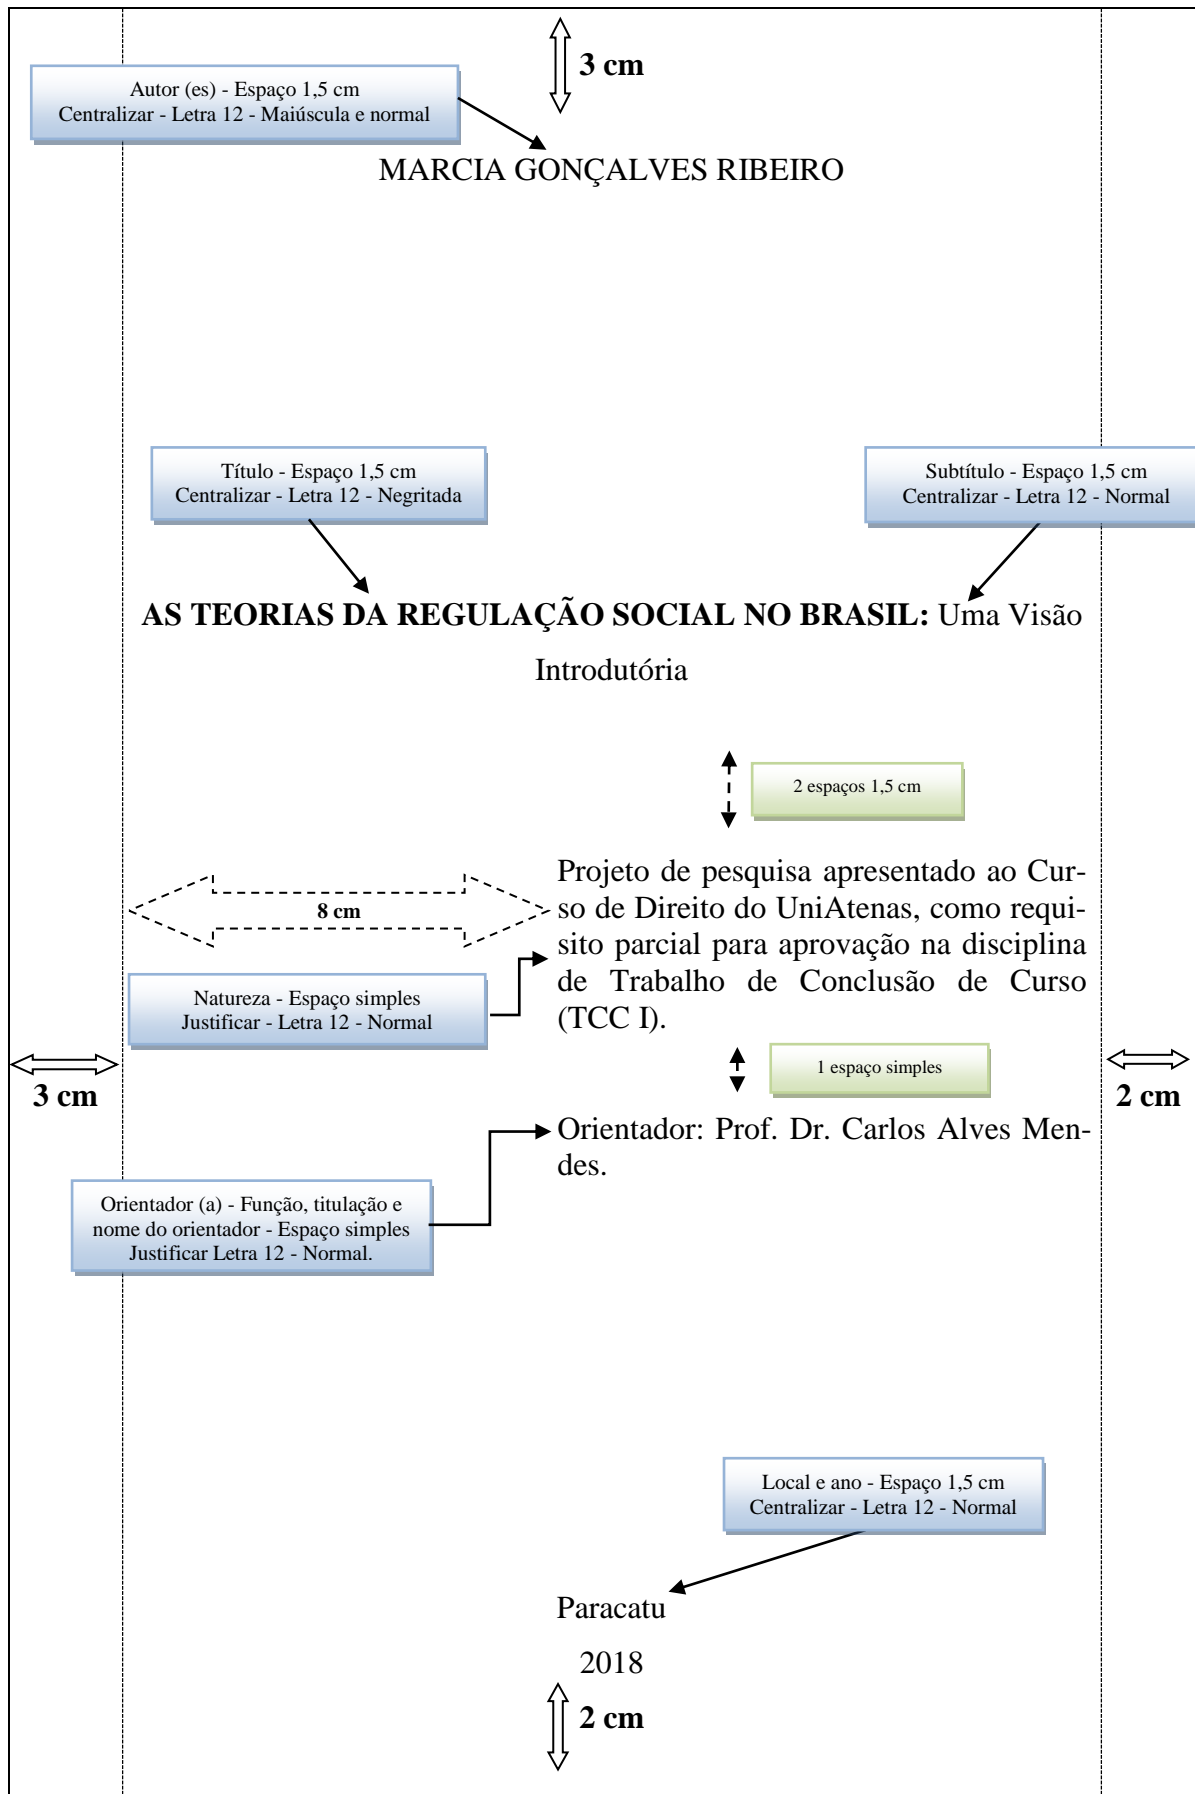 3 cm
Autor (es) - Espaço 1,5 cm
Centralizar - Letra 12 - Maiúscula e normal
MARCIA GONÇALVES RIBEIRO
Título - Espaço 1,5 cm
Centralizar - Letra 12 - Negritada
Subtítulo - Espaço 1,5 cm
Centralizar - Letra 12 - Normal
AS TEORIAS DA REGULAÇÃO SOCIAL NO BRASIL: Uma Visão
Introdutória
2 espaços 1,5 cm
Projeto de pesquisa apresentado ao Cur-
so de Direito do UniAtenas, como requi-
sito parcial para aprovação na disciplina
de Trabalho de Conclusão de Curso
(TCC I).
8 cm
Natureza - Espaço simples
Justificar - Letra 12 - Normal
1 espaço simples
3 cm
2 cm
Orientador: Prof. Dr. Carlos Alves Men-
des.
Orientador (a) - Função, titulação e
nome do orientador - Espaço simples
Justificar Letra 12 - Normal.
Local e ano - Espaço 1,5 cm
Centralizar - Letra 12 - Normal
Paracatu
2018
2 cm